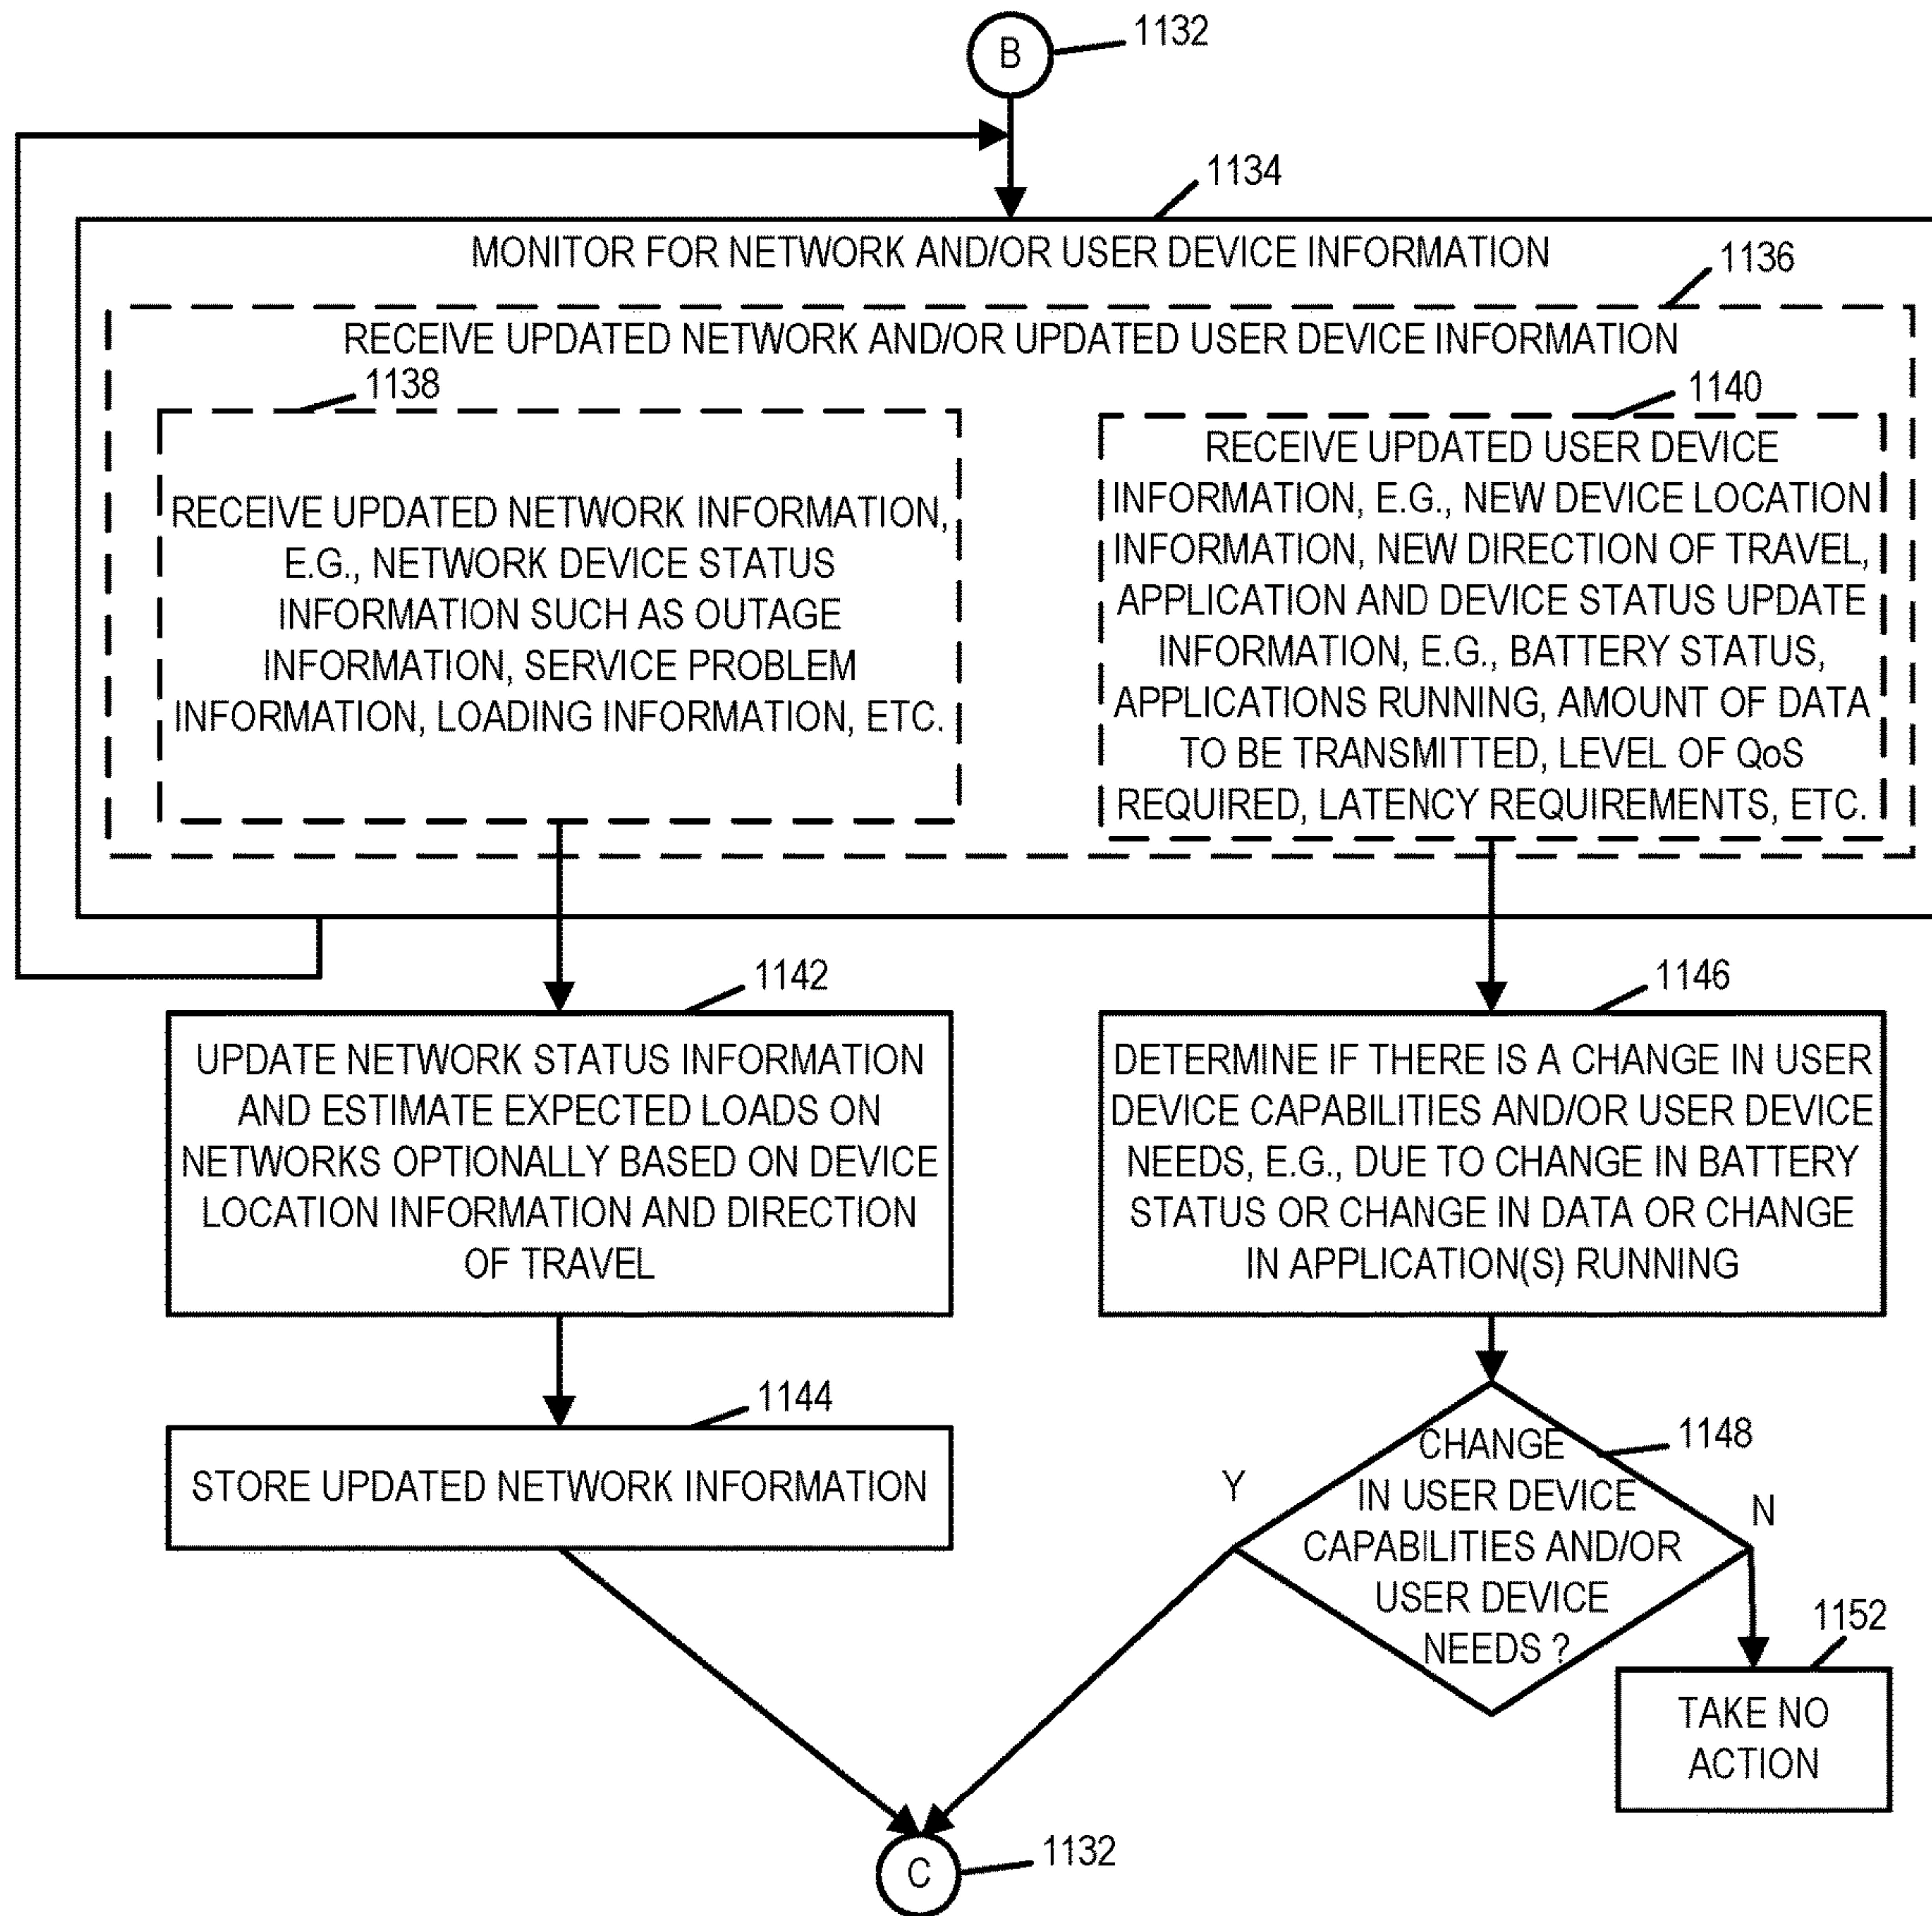 B
1132
1134
MONITOR FOR NETWORK AND/OR USER DEVICE INFORMATION
1136
RECEIVE UPDATED NETWORK AND/OR UPDATED USER DEVICE INFORMATION
1138
RECEIVE UPDATED NETWORK INFORMATION,
E.G., NETWORK DEVICE STATUS
INFORMATION SUCH AS OUTAGE
INFORMATION, SERVICE PROBLEM
INFORMATION, LOADING INFORMATION, ETC.
1140
RECEIVE UPDATED USER DEVICE
INFORMATION, E.G., NEW DEVICE LOCATION
INFORMATION, NEW DIRECTION OF TRAVEL,
APPLICATION AND DEVICE STATUS UPDATE
INFORMATION, E.G., BATTERY STATUS,
APPLICATIONS RUNNING, AMOUNT OF DATA
TO BE TRANSMITTED, LEVEL OF QoS
REQUIRED, LATENCY REQUIREMENTS, ETC.
1142
UPDATE NETWORK STATUS INFORMATION
AND ESTIMATE EXPECTED LOADS ON
NETWORKS OPTIONALLY BASED ON DEVICE
LOCATION INFORMATION AND DIRECTION
OF TRAVEL
1146
DETERMINE IF THERE IS A CHANGE IN USER
DEVICE CAPABILITIES AND/OR USER DEVICE
NEEDS, E.G., DUE TO CHANGE IN BATTERY
STATUS OR CHANGE IN DATA OR CHANGE
IN APPLICATION(S) RUNNING
1144
STORE UPDATED NETWORK INFORMATION
1148
CHANGE
IN USER DEVICE
CAPABILITIES AND/OR
USER DEVICE
NEEDS ?
Y
N
1152
TAKE NO
ACTION
C
1132